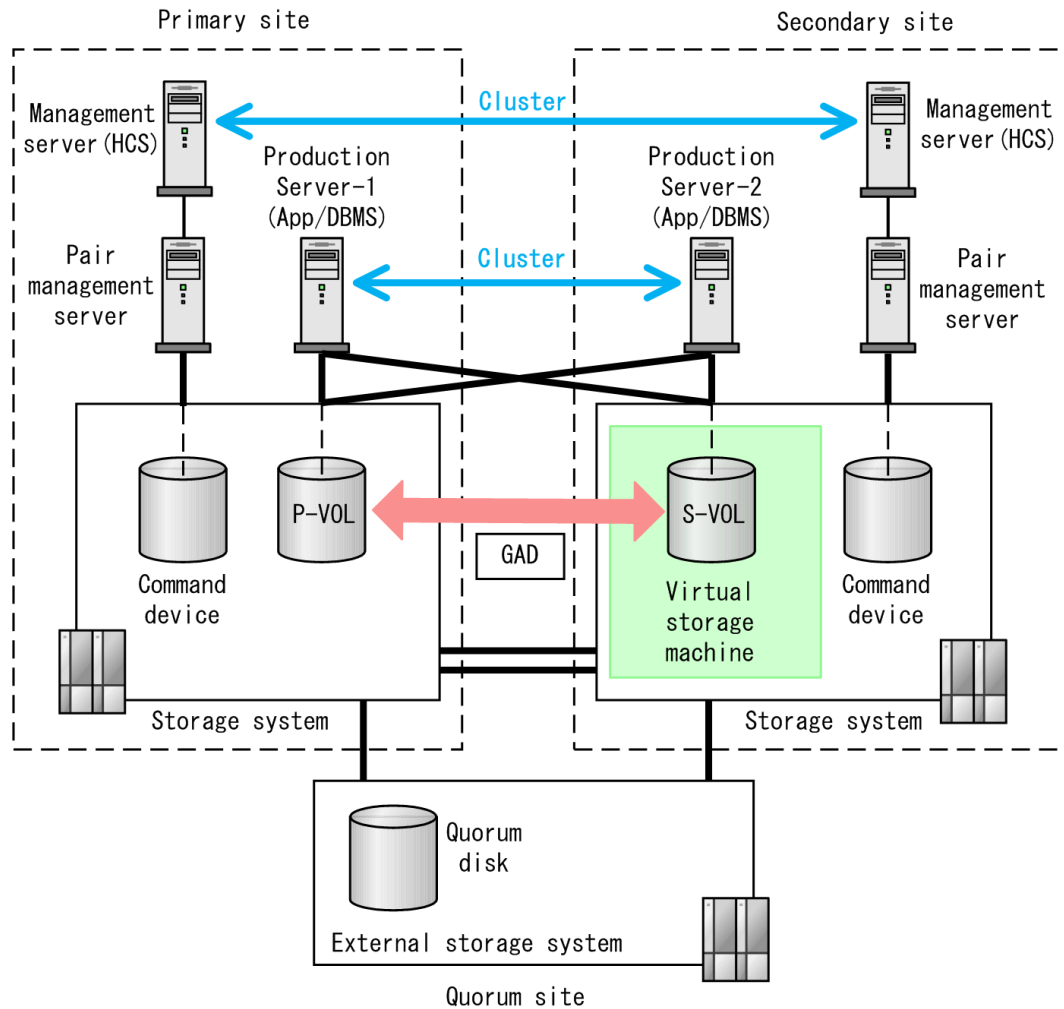 Primary site
Secondary site
Management
server(HCS)
Cluster
Management
server(HCS)
Production
Server-1
(App/DBMS)
Production
Server-2
(App/DBMS)
Pair
management
server
Cluster
Pair
management
server
P-VOL
S-VOL
GAD
Command
device
Virtual
storage
machine
Command
device
Storage system
Storage system
Quorum
disk
External storage system
Quorum site